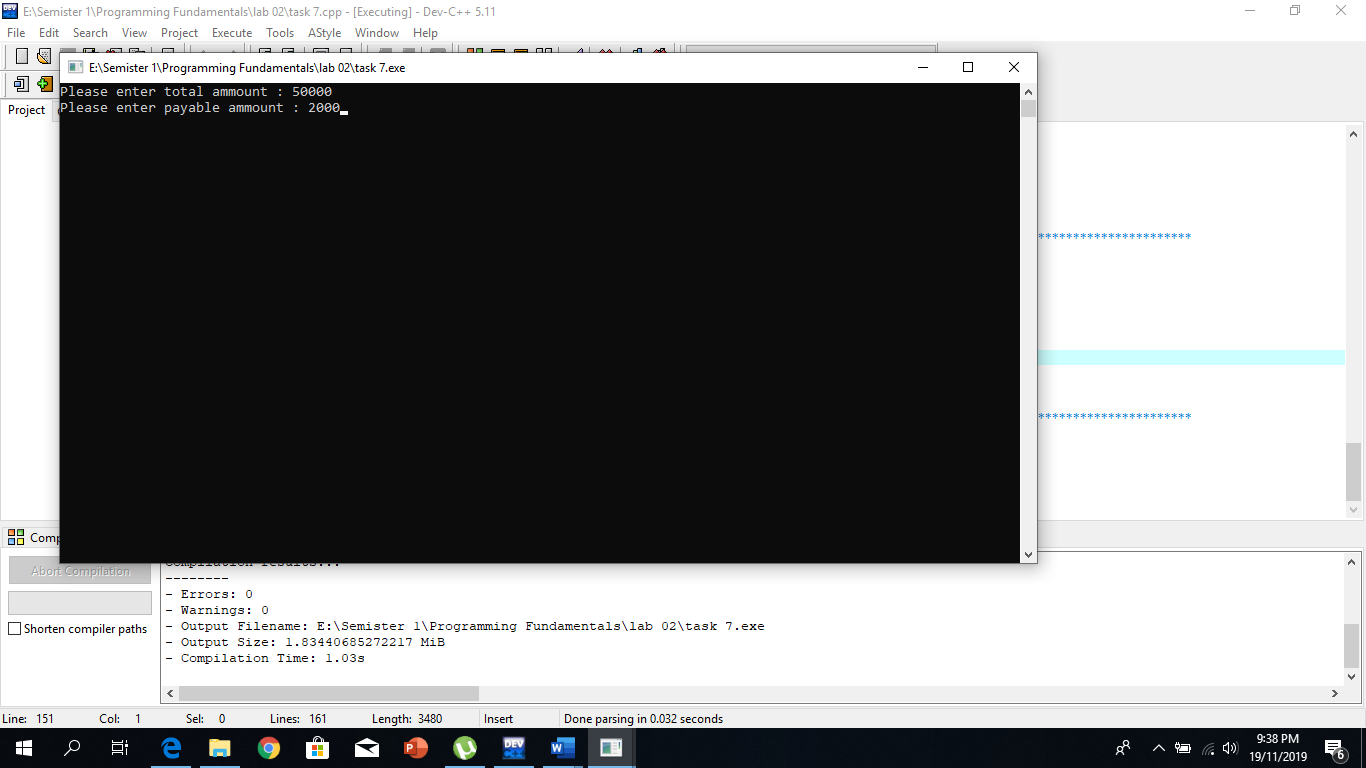 E:\Semister 1\Programming Fundamentals\lab 02\task 7.cpp - [Executing] - Dev-C++ 5.11
File Edit Search View Project Execute Tools AStyle Window Help
E:\Semister 1\Programming Fundamentals\lab 02\task 7.exe
Please enter total ammount : 50000
Please enter payable ammount : 2000
Project
**********************
**********************
Abort Compilation
Shorten compiler paths
Compilation results...
--------
- Errors: 0
- Warnings: 0
- Output Filename: E:\Semister 1\Programming Fundamentals\lab 02\task 7.exe
- Output Size: 1.83440685272217 MiB
- Compilation Time: 1.03s
Line: 151 Col: 1 Sel: 0 Lines: 161 Length: 3480 Insert Done parsing in 0.032 seconds
9:38 PM
19/11/2019
6